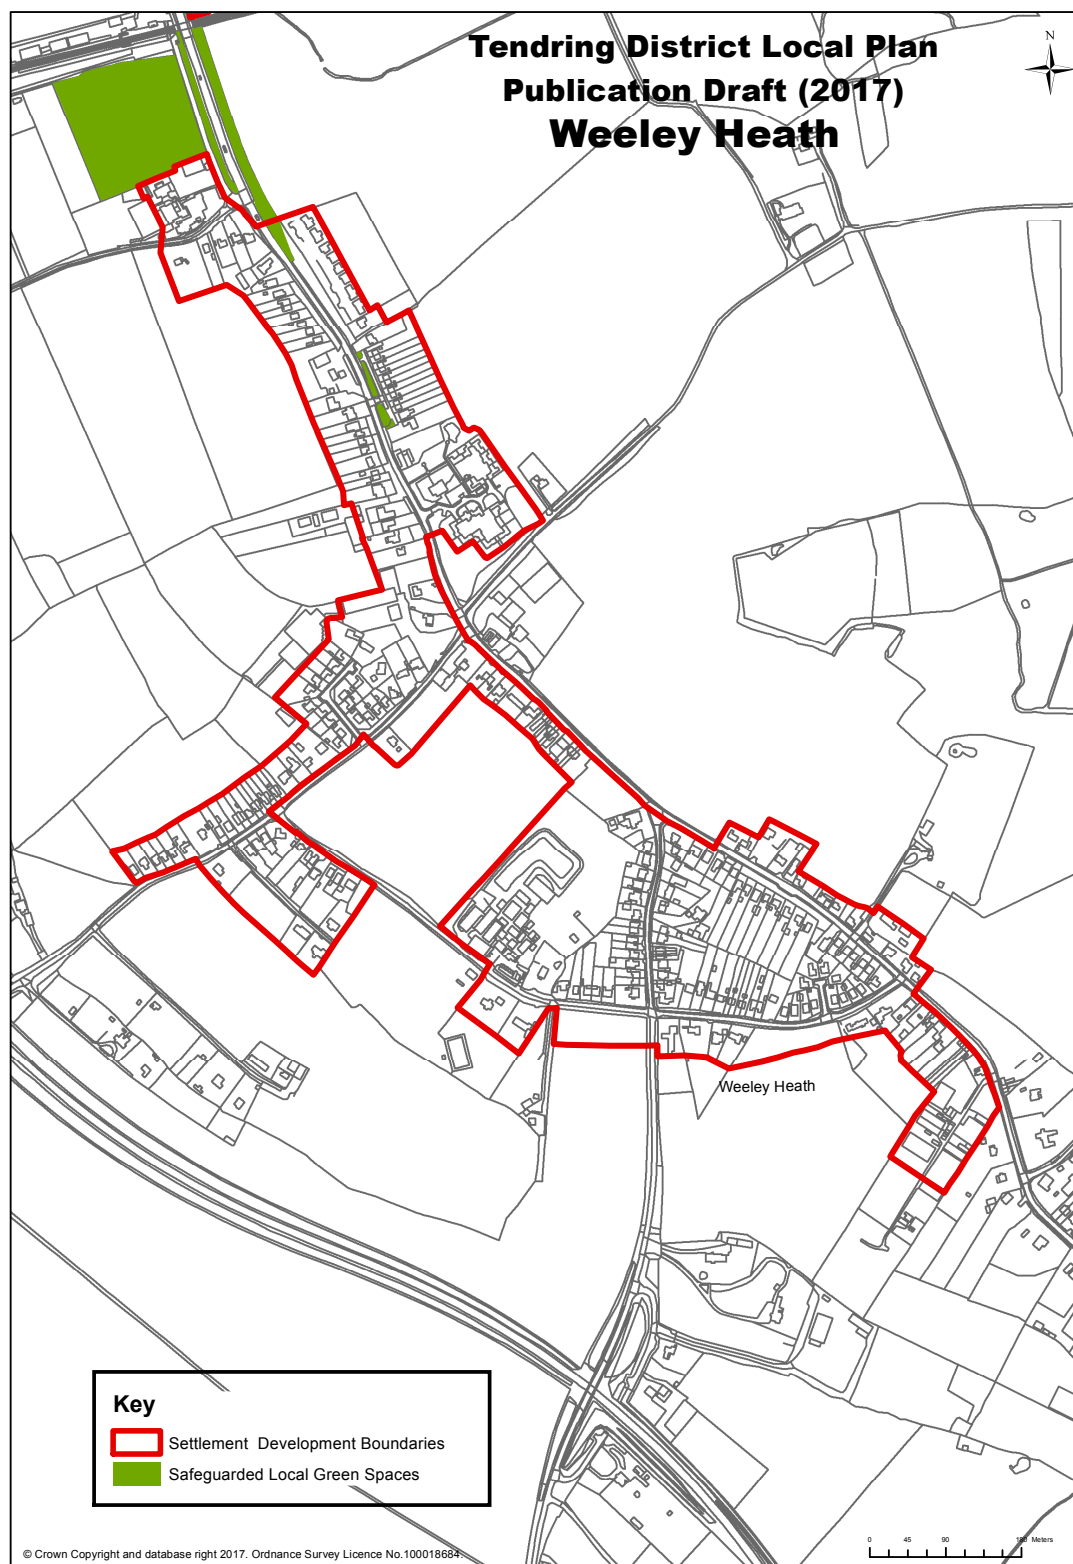 Tendring District Local Plan
Publication Draft (2017)
Weeley Heath
N
Weeley Heath
Key
Settlement Development Boundaries
Safeguarded Local Green Spaces
0 45 90 180 Meters
© Crown Copyright and database right 2017. Ordnance Survey Licence No.100018684.